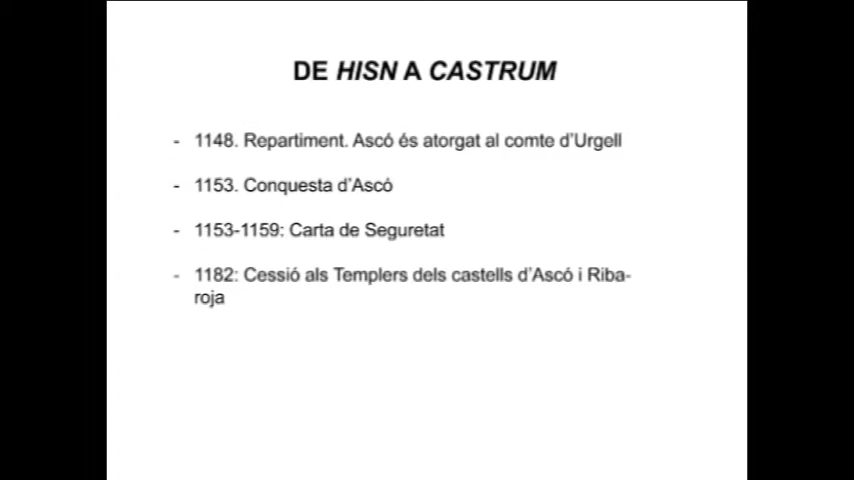 DE HISN A CASTRUM
- 1148. Repartiment. Ascó és atorgat al comte d'Urgell
- 1153. Conquesta d'Ascó
- 1153-1159: Carta de Seguretat
- 1182: Cessió als Templers dels castells d'Ascó i Riba-
roja